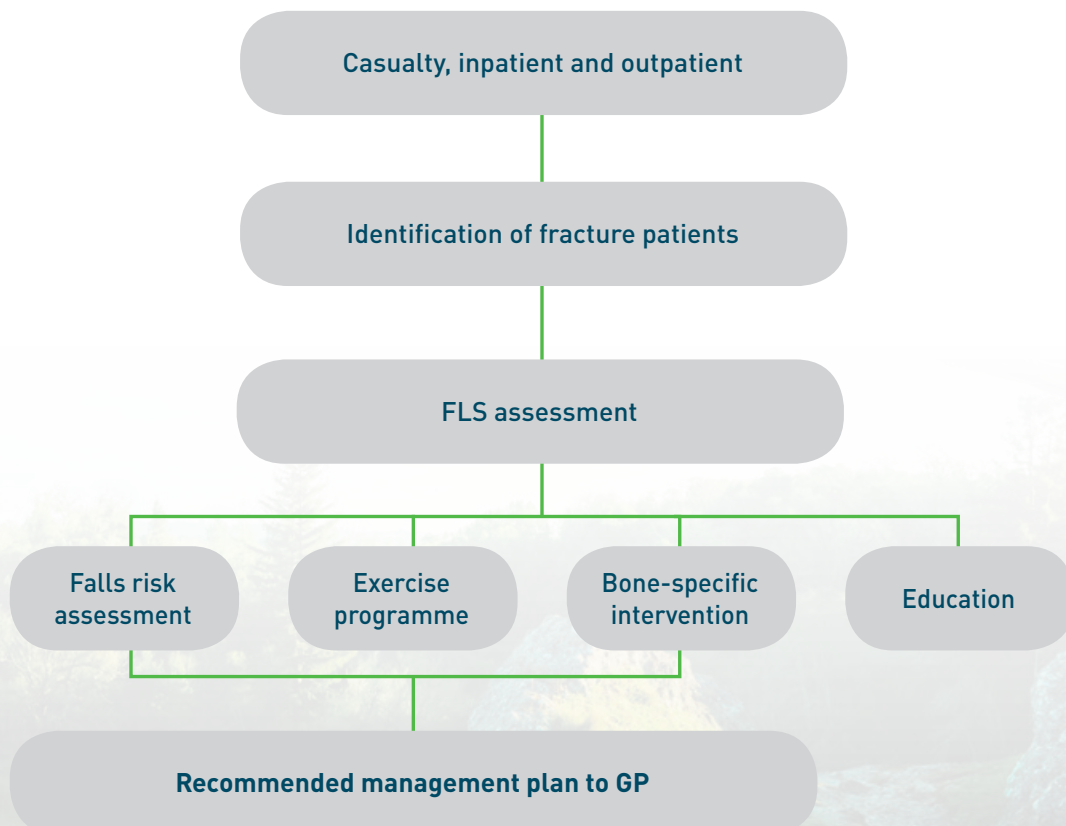 Casualty, inpatient and outpatient
Identification of fracture patients
FLS assessment
Falls risk
assessment
Exercise
programme
Bone-specific
intervention
Education
Recommended management plan to GP